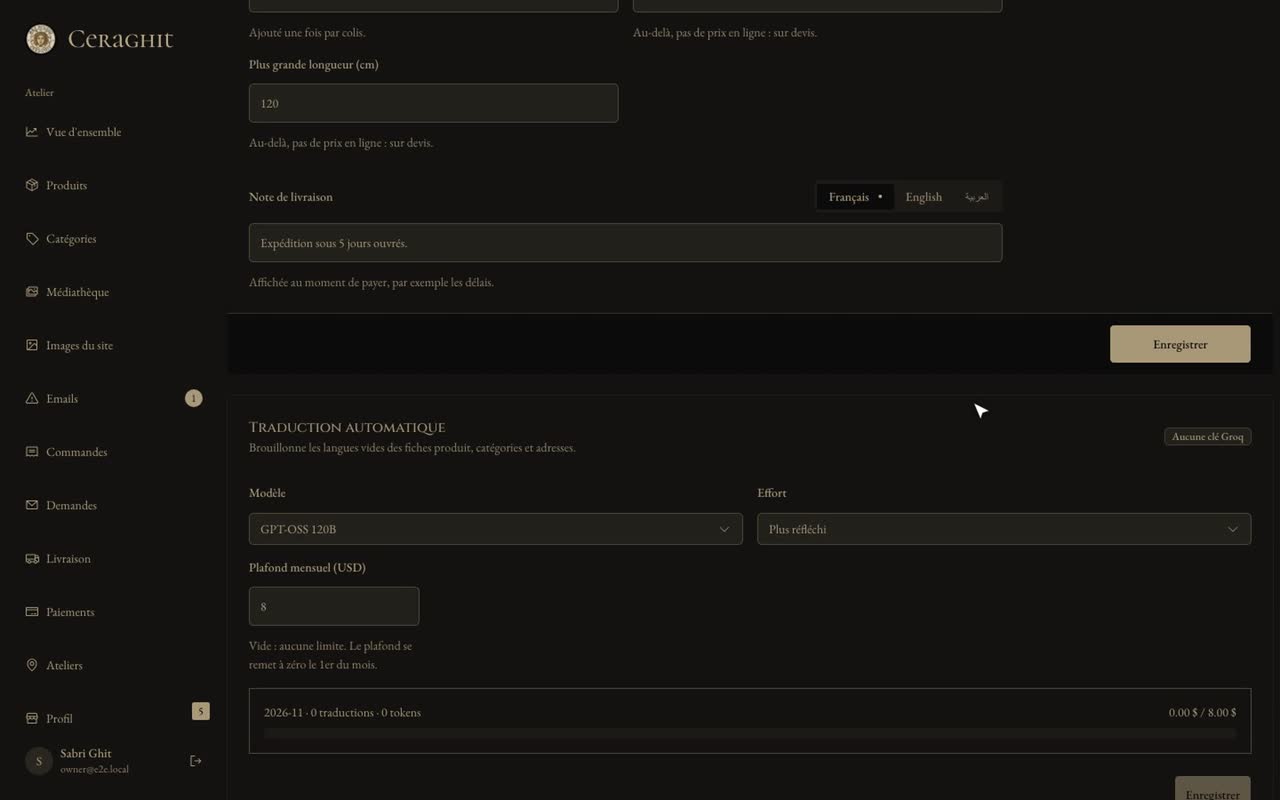 Ceraghit
Atelier
Vue d'ensemble
Produits
Catégories
Médiathèque
Images du site
Emails
1
Commandes
Demandes
Livraison
Paiements
Ateliers
Profil
5
S
Sabri Ghit
owner@e2e.local
Ajouté une fois par colis.
Au-delà, pas de prix en ligne : sur devis.
Plus grande longueur (cm)
120
Au-delà, pas de prix en ligne : sur devis.
Note de livraison
Français • English العربية
Expédition sous 5 jours ouvrés.
Affichée au moment de payer, par exemple les délais.
Enregistrer
Traduction automatique
Brouillonne les langues vides des fiches produit, catégories et adresses.
Aucune clé Groq
Modèle
Effort
GPT-OSS 120B
Plus réfléchi
Plafond mensuel (USD)
8
Vide : aucune limite. Le plafond se
remet à zéro le 1er du mois.
2026-11 · 0 traductions · 0 tokens
0.00 $ / 8.00 $
Enregistrer